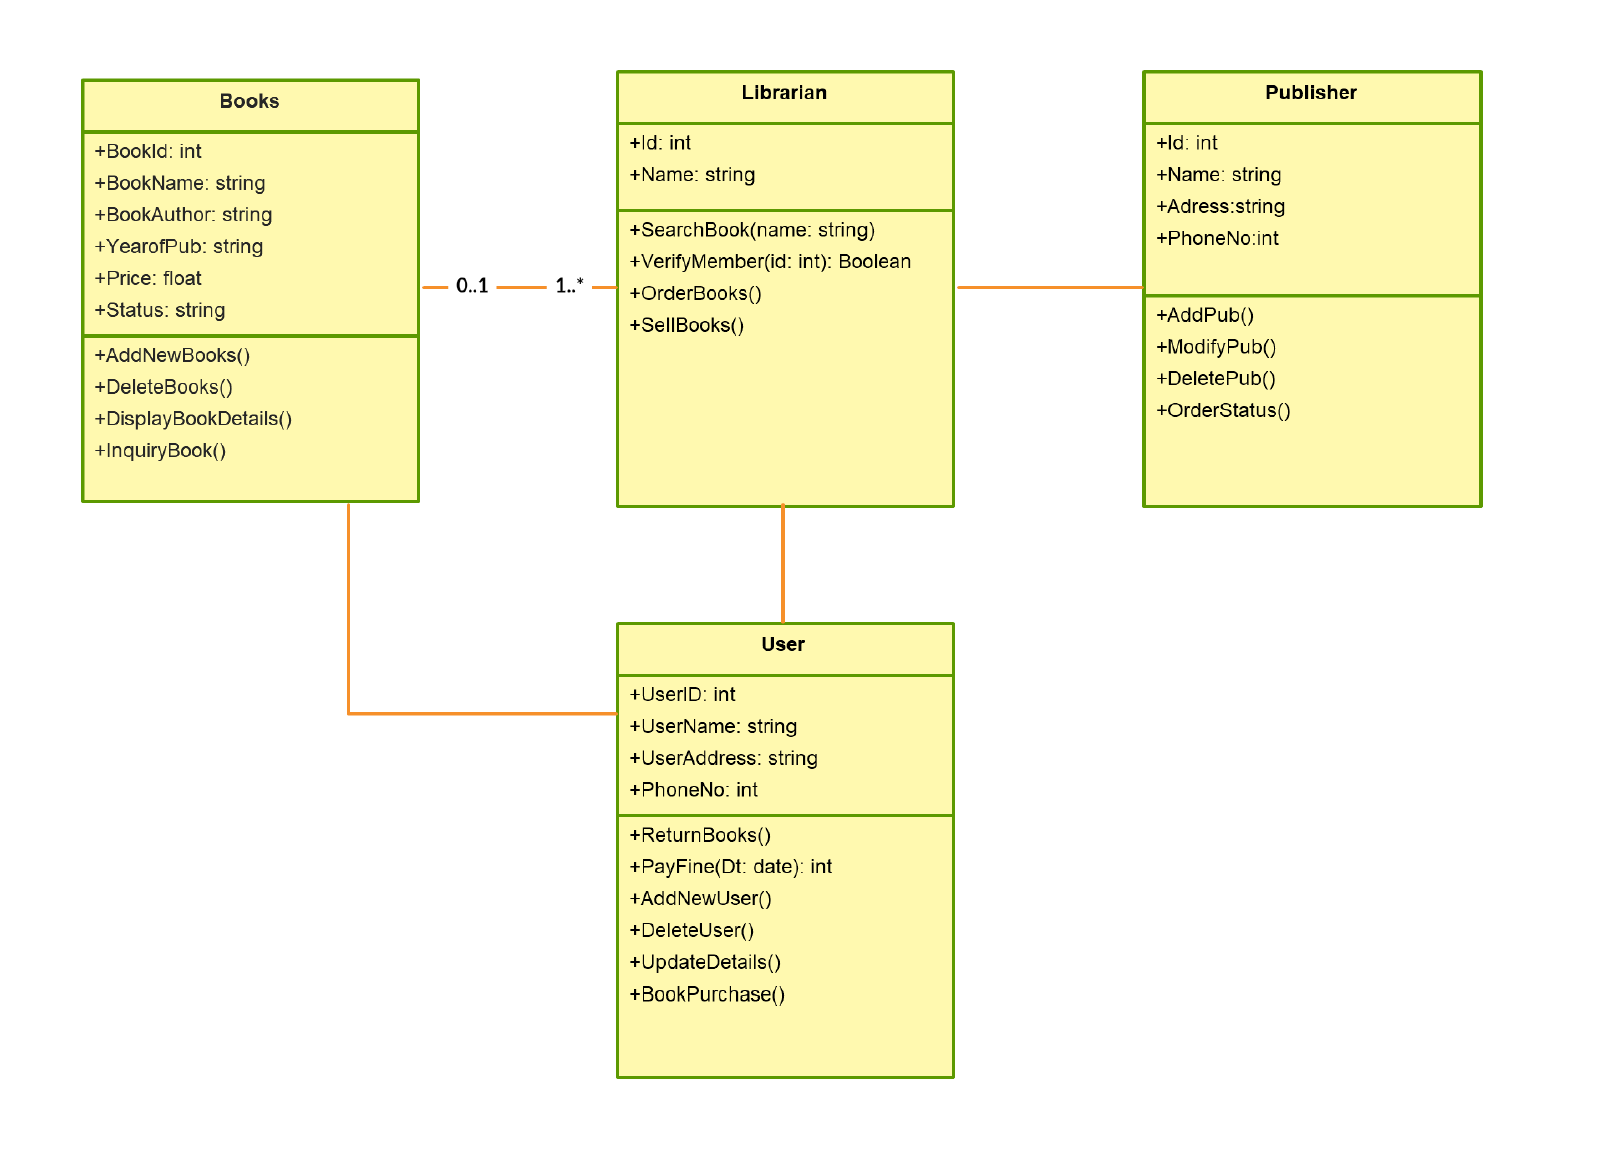 Books
+BookId: int
+BookName: string
+BookAuthor: string
+YearofPub: string
+Price: float
+Status: string
+AddNewBooks()
+DeleteBooks()
+DisplayBookDetails()
+InquiryBook()
0..1
1..*
Librarian
+Id: int
+Name: string
+SearchBook(name: string)
+VerifyMember(id: int): Boolean
+OrderBooks()
+SellBooks()
Publisher
+Id: int
+Name: string
+Adress:string
+PhoneNo:int
+AddPub()
+ModifyPub()
+DeletePub()
+OrderStatus()
User
+UserID: int
+UserName: string
+UserAddress: string
+PhoneNo: int
+ReturnBooks()
+PayFine(Dt: date): int
+AddNewUser()
+DeleteUser()
+UpdateDetails()
+BookPurchase()